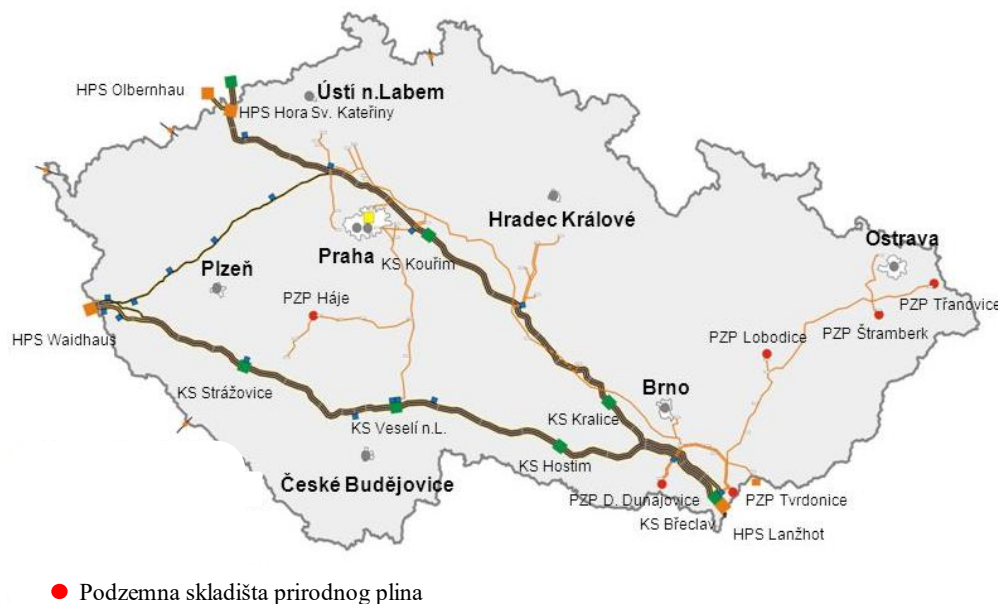 Ústí n.Labem
HPS Olbernhau
HPS Hora Sv. Kateřiny
Hradec Králové
Praha
KS Kouřim
Ostrava
Plzeň
PZP Háje
PZP Třanovice
PZP Štramberk
HPS Waidhaus
PZP Lobodice
KS Strážovice
Brno
KS Kralice
KS Veselí n.L.
KS Hostim
České Budějovice
PZP D. Dunajovice
PZP Tvrdonice
KS Břeclav
HPS Lanžhot
Podzemna skladišta prirodnog plina